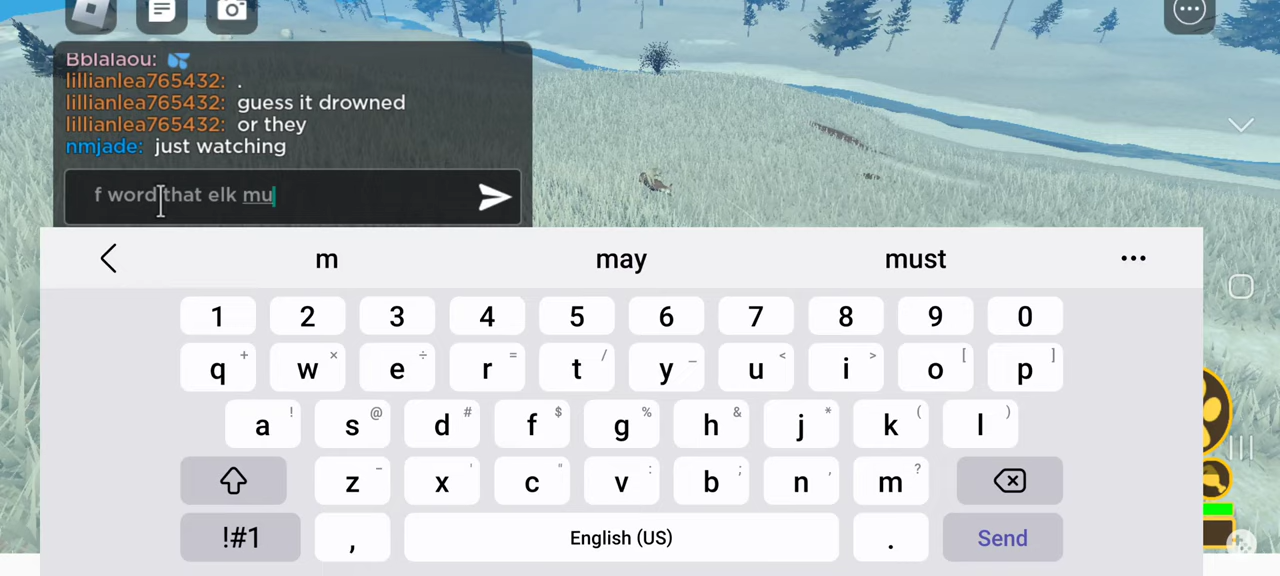 Bblalaou: 💦
lillianlea765432: .
lillianlea765432: guess it drowned
lillianlea765432: or they
nmjade: just watching
f word that elk mu
m may must ...
1 2 3 4 5 6 7 8 9 0
q + w × e ÷ r = t / y _ u < i > o [ p ]
a ! s @ d # f $ g % h & j * k ( l )
z - x ' c " v : b ; n , m ?
!#1 , English (US) . Send